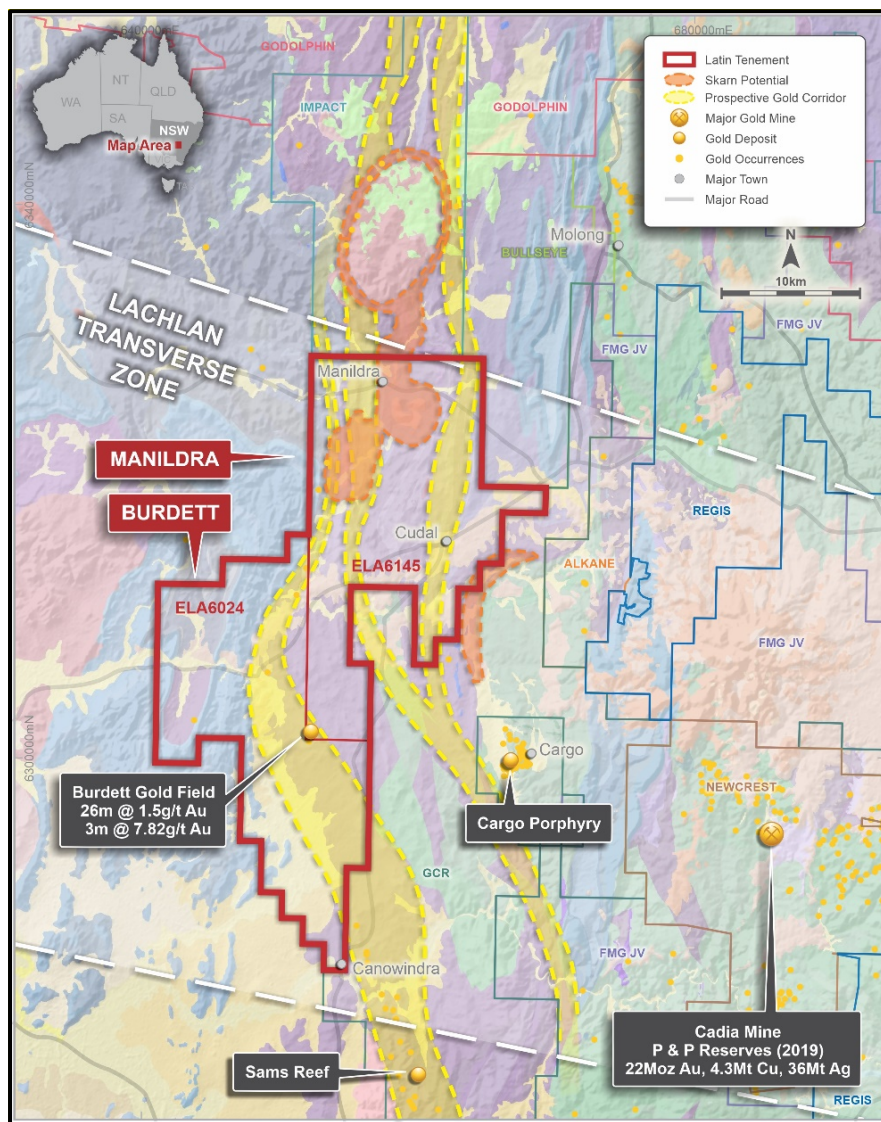 640000mE
680000mE
6340000mN
6300000mN
WA
NT
SA
QLD
NSW
Map Area
Latin Tenement
Skarn Potential
Prospective Gold Corridor
Major Gold Mine
Gold Deposit
Gold Occurrences
Major Town
Major Road
N
10km
GODOLPHIN
IMPACT
GODOLPHIN
Molong
BULLSEYE
FMG JV
FMG JV
LACHLAN
TRANSVERSE
ZONE
Manildra
MANILDRA
BURDETT
REGIS
Cudal
ELA6145
ALKANE
ELA6024
FMG JV
Cargo
Burdett Gold Field
26m @ 1.5g/t Au
3m @ 7.82g/t Au
NEWCREST
Cargo Porphyry
GCR
FMG JV
Canowindra
Cadia Mine
P & P Reserves (2019)
22Moz Au, 4.3Mt Cu, 36Mt Ag
Sams Reef
REGIS